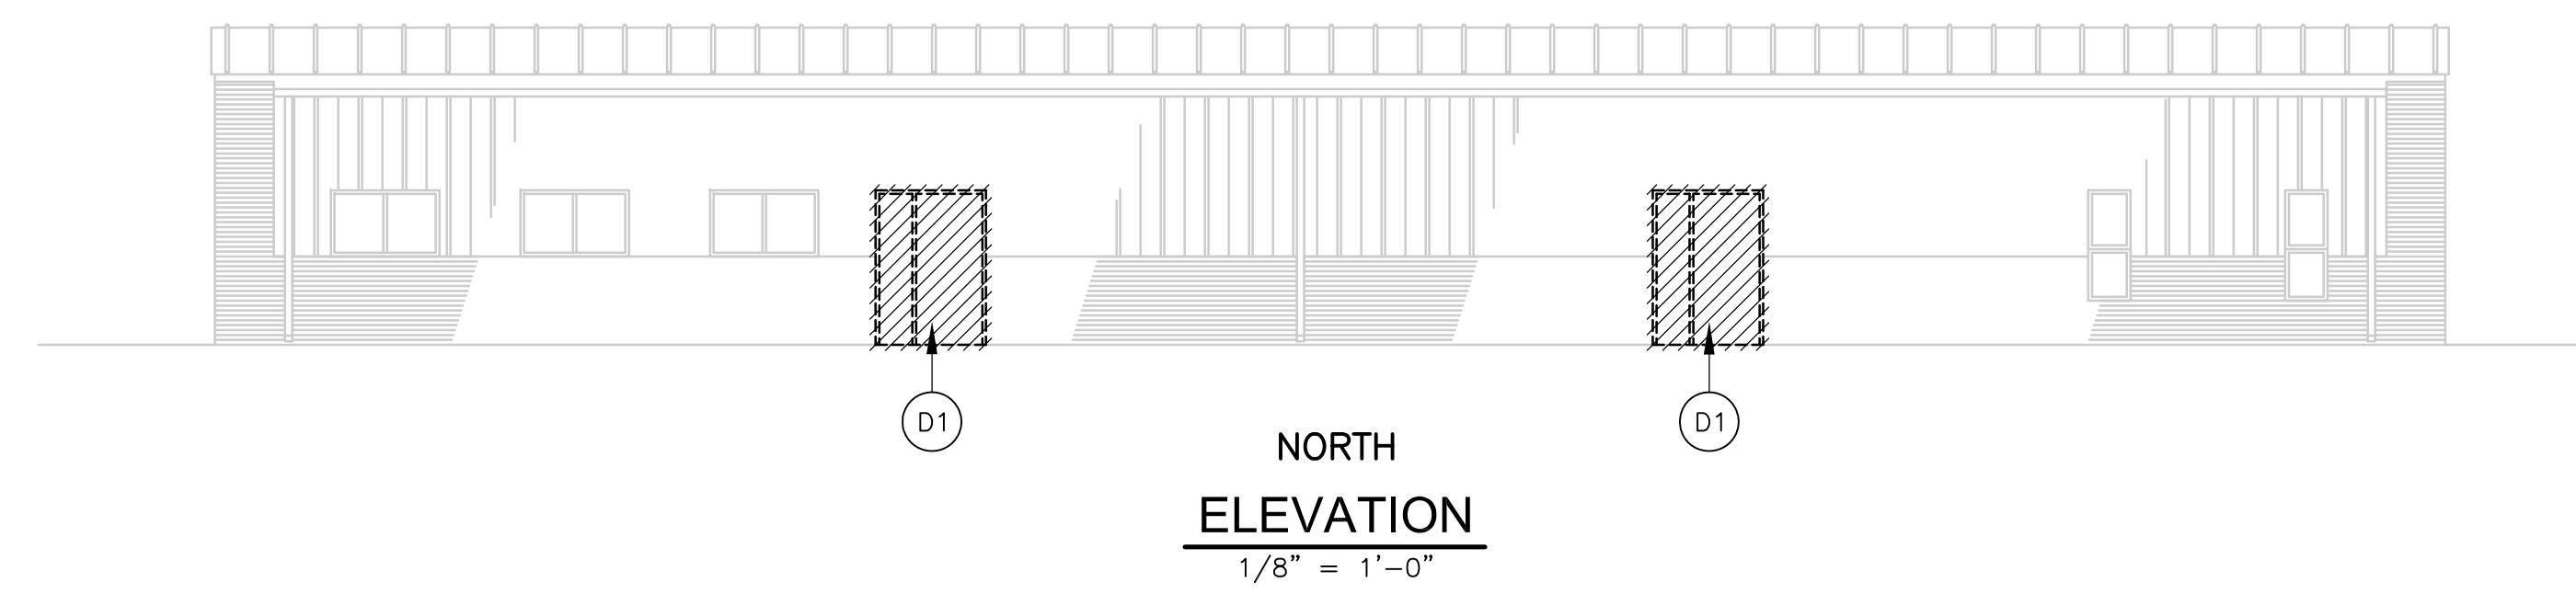 D1
D1
NORTH
ELEVATION
1/8" = 1'-0"